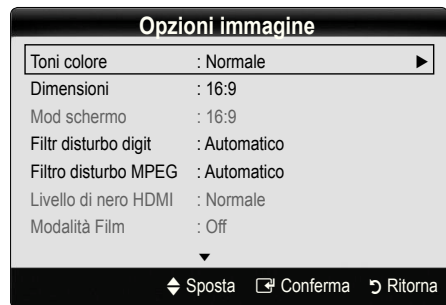 Opzioni immagine
Toni colore : Normale ►
Dimensioni : 16:9
Mod schermo : 16:9
Filtr disturbo digit : Automatico
Filtro disturbo MPEG : Automatico
Livello di nero HDMI : Normale
Modalità Film : Off
▼
Sposta Conferma Ritorna